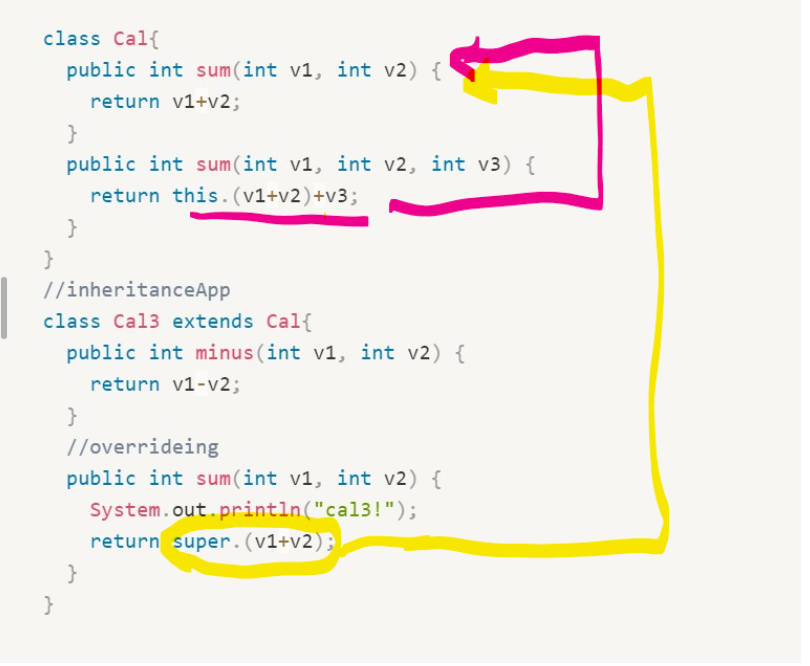 class Cal{
public int sum(int v1, int v2) {
return v1+v2;
}
public int sum(int v1, int v2, int v3) {
return this.(v1+v2)+v3;
}
}
//inheritanceApp
class Cal3 extends Cal{
public int minus(int v1, int v2) {
return v1-v2;
}
//overrideing
public int sum(int v1, int v2) {
System.out.println("cal3!");
return super.(v1+v2);
}
}